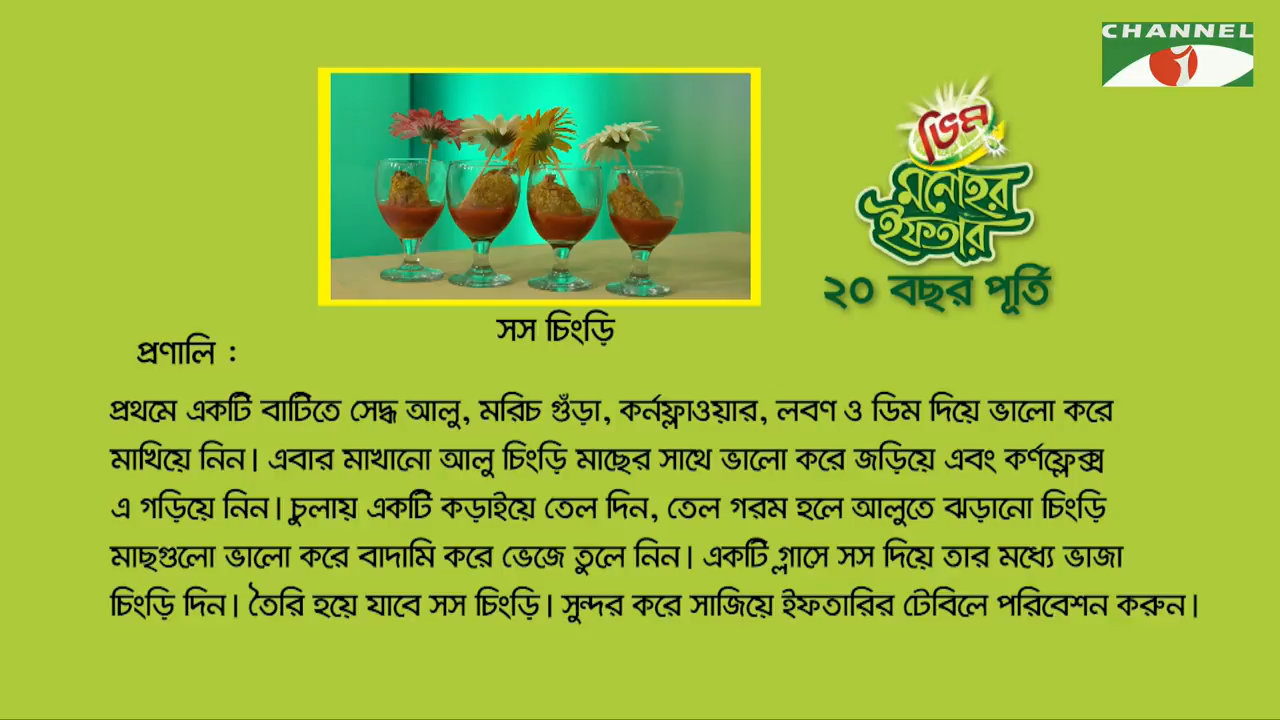 CHANNEL
ভিম
মনোহর
ইফতার
২০ বছর পূর্তি
সস চিংড়ি
প্রণালি :
প্রথমে একটি বাটিতে সেদ্ধ আলু, মরিচ গুঁড়া, কর্নফ্লাওয়ার, লবণ ও ডিম দিয়ে ভালো করে
মাখিয়ে নিন। এবার মাখানো আলু চিংড়ি মাছের সাথে ভালো করে জড়িয়ে এবং কর্ণফ্লেক্স
এ গড়িয়ে নিন। চুলায় একটি কড়াইয়ে তেল দিন, তেল গরম হলে আলুতে ঝড়ানো চিংড়ি
মাছগুলো ভালো করে বাদামি করে ভেজে তুলে নিন। একটি গ্লাসে সস দিয়ে তার মধ্যে ভাজা
চিংড়ি দিন। তৈরি হয়ে যাবে সস চিংড়ি। সুন্দর করে সাজিয়ে ইফতারির টেবিলে পরিবেশন করুন।